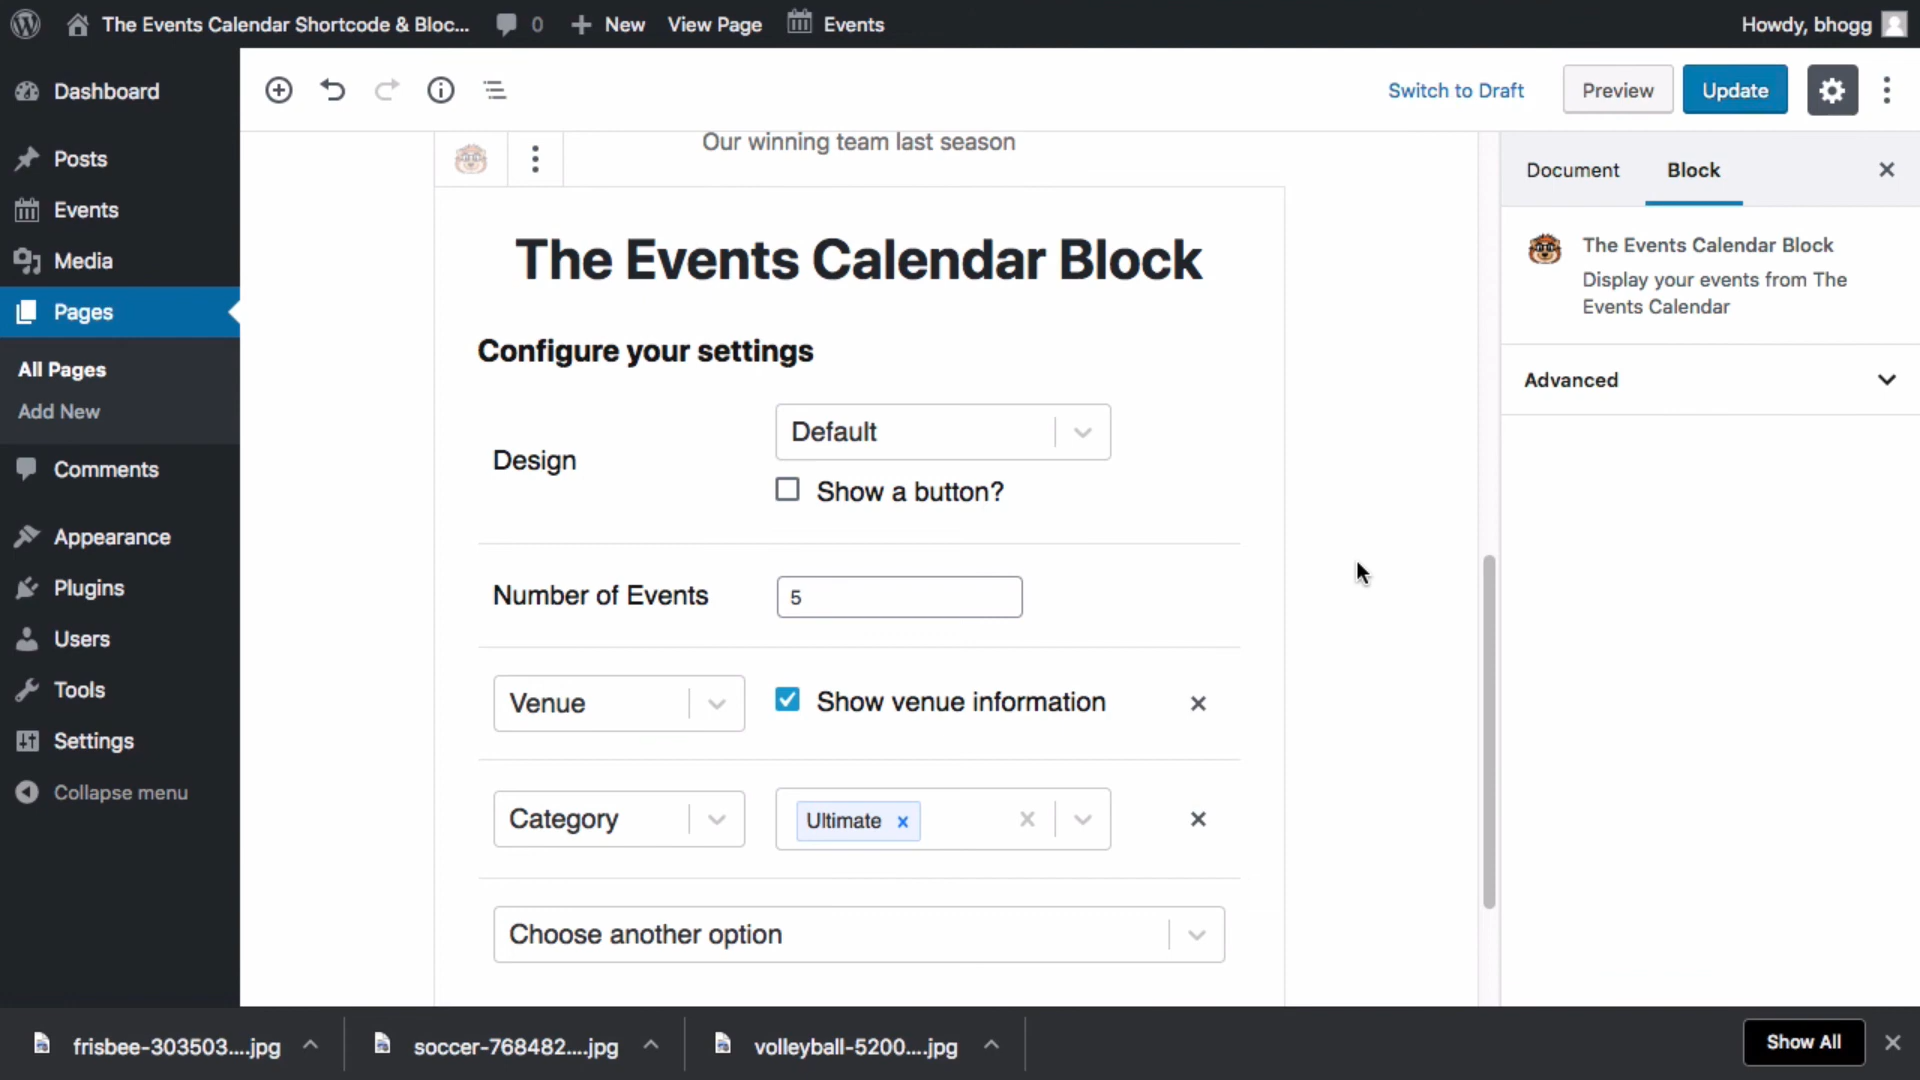 The Events Calendar Shortcode & Bloc...
0
New
View Page
Events
Howdy, bhogg
Dashboard
Posts
Events
Media
Pages
All Pages
Add New
Comments
Appearance
Plugins
Users
Tools
Settings
Collapse menu
Switch to Draft
Preview
Update
Our winning team last season
The Events Calendar Block
Configure your settings
Design
Default
Show a button?
Number of Events
5
Venue
Show venue information
Category
Ultimate
Choose another option
Document
Block
The Events Calendar Block
Display your events from The
Events Calendar
Advanced
frisbee-303503....jpg
soccer-768482....jpg
volleyball-5200....jpg
Show All